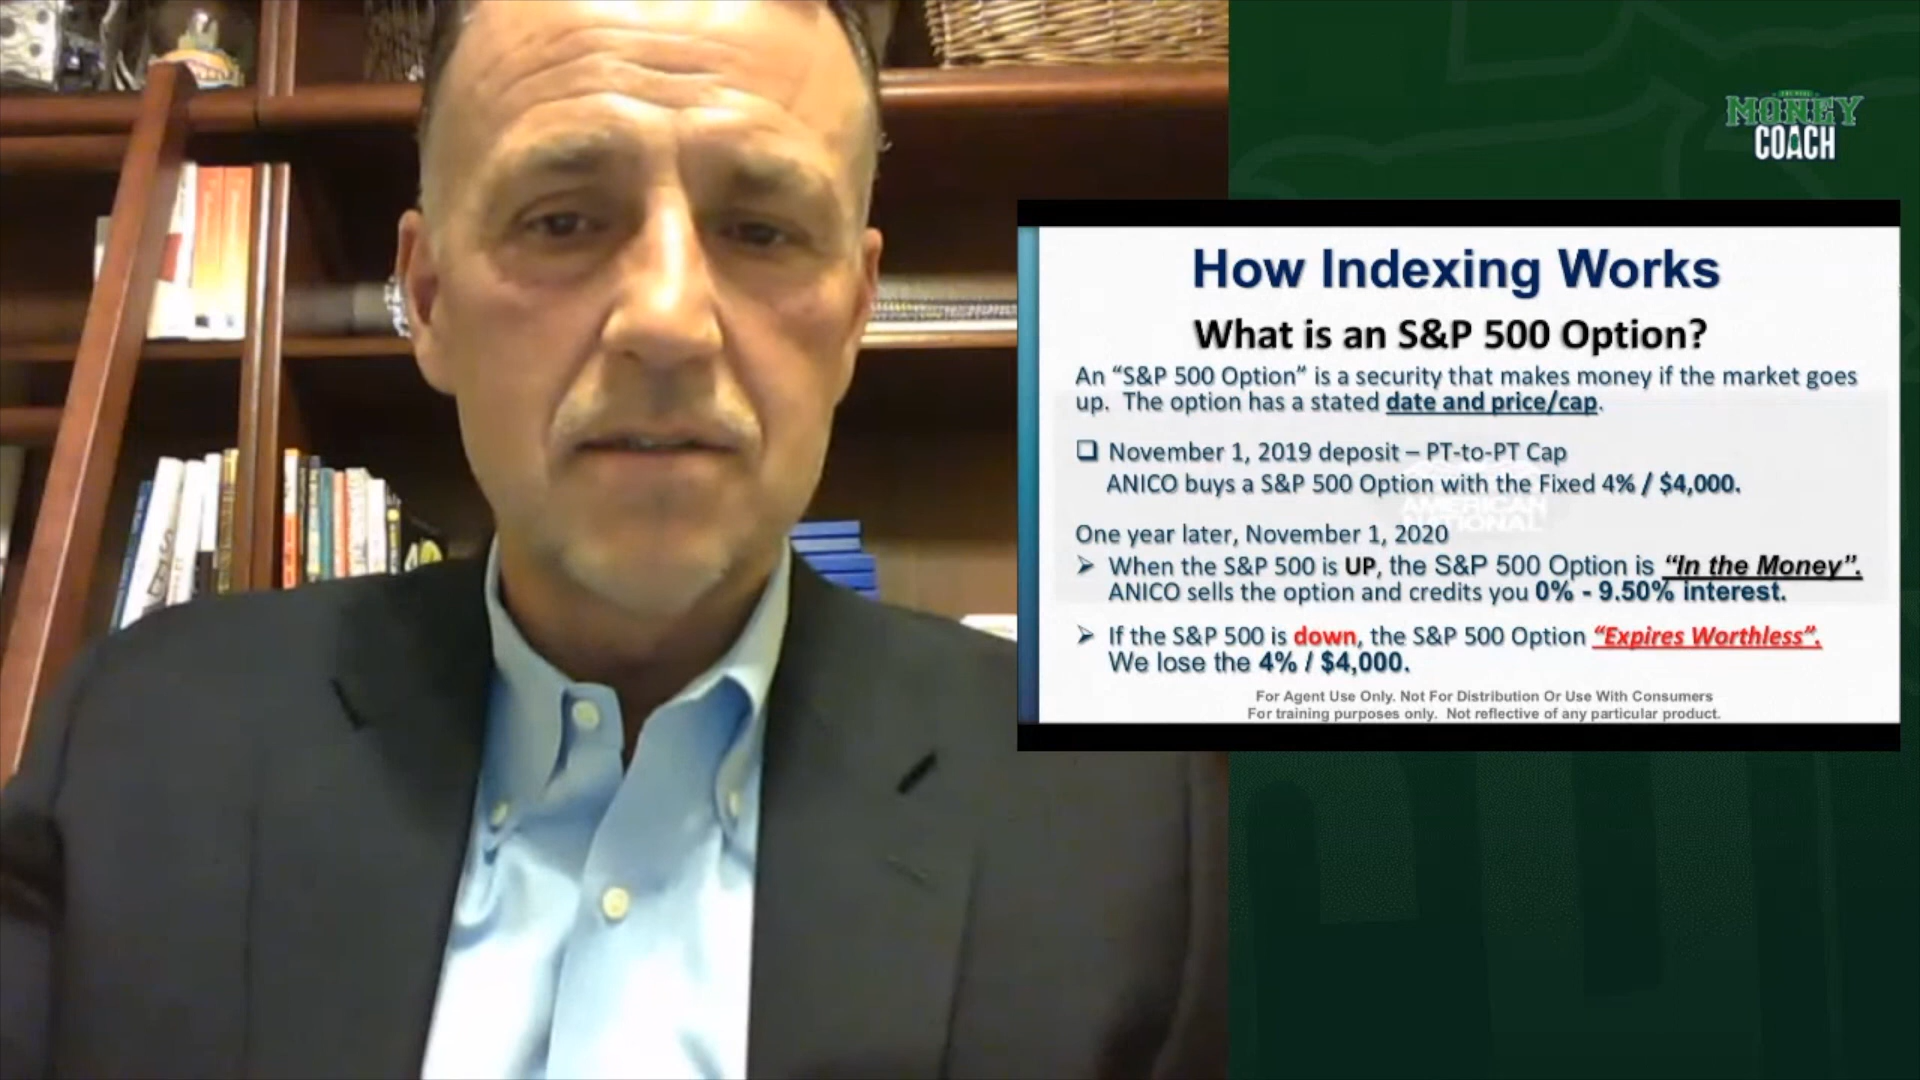 MONEY
COACH
How Indexing Works
What is an S&P 500 Option?
An “S&P 500 Option” is a security that makes money if the market goes
up. The option has a stated date and price/cap.
❑ November 1, 2019 deposit – PT-to-PT Cap
ANICO buys a S&P 500 Option with the Fixed 4% / $4,000.
AMERICAN
NATIONAL
One year later, November 1, 2020
➢ When the S&P 500 is UP, the S&P 500 Option is “In the Money”.
ANICO sells the option and credits you 0% - 9.50% interest.
➢ If the S&P 500 is down, the S&P 500 Option “Expires Worthless”.
We lose the 4% / $4,000.
For Agent Use Only. Not For Distribution Or Use With Consumers
For training purposes only. Not reflective of any particular product.